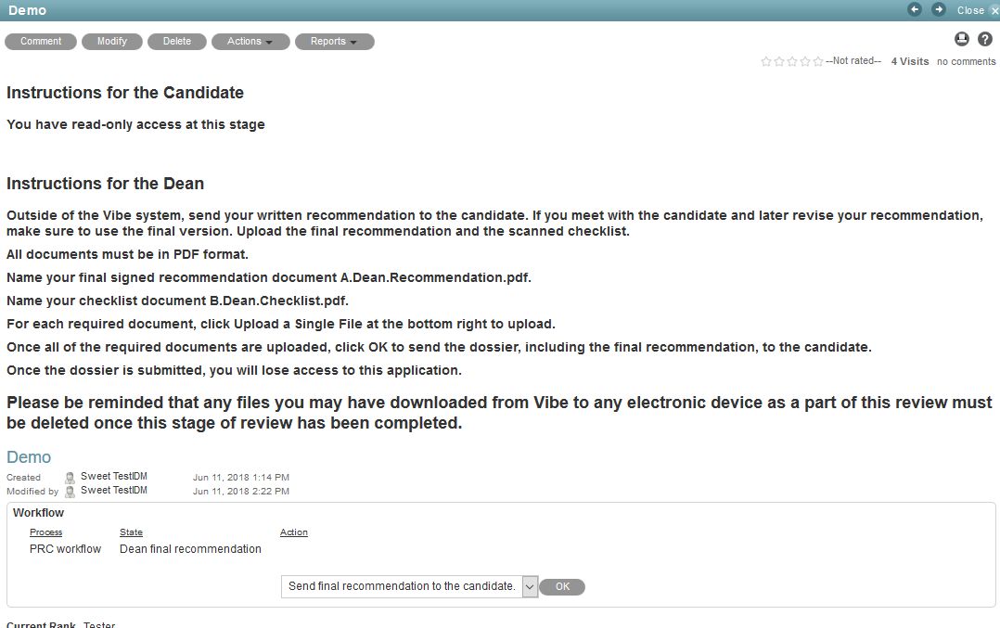 Demo
Close
Comment Modify Delete Actions Reports
--Not rated-- 4 Visits no comments
Instructions for the Candidate
You have read-only access at this stage
Instructions for the Dean
Outside of the Vibe system, send your written recommendation to the candidate. If you meet with the candidate and later revise your recommendation,
make sure to use the final version. Upload the final recommendation and the scanned checklist.
All documents must be in PDF format.
Name your final signed recommendation document A.Dean.Recommendation.pdf.
Name your checklist document B.Dean.Checklist.pdf.
For each required document, click Upload a Single File at the bottom right to upload.
Once all of the required documents are uploaded, click OK to send the dossier, including the final recommendation, to the candidate.
Once the dossier is submitted, you will lose access to this application.
Please be reminded that any files you may have downloaded from Vibe to any electronic device as a part of this review must
be deleted once this stage of review has been completed.
Demo
Created Sweet TestIDM Jun 11, 2018 1:14 PM
Modified by Sweet TestIDM Jun 11, 2018 2:22 PM
Workflow
Process State Action
PRC workflow Dean final recommendation
Send final recommendation to the candidate. OK
Current Rank Tester